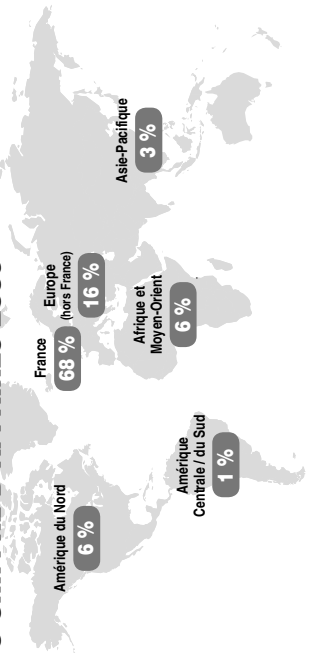 France
68 %
Europe
(hors France)
16 %
Asie-Pacifique
3 %
Afrique et
Moyen-Orient
6 %
Amérique du Nord
6 %
Amérique
Centrale / du Sud
1 %